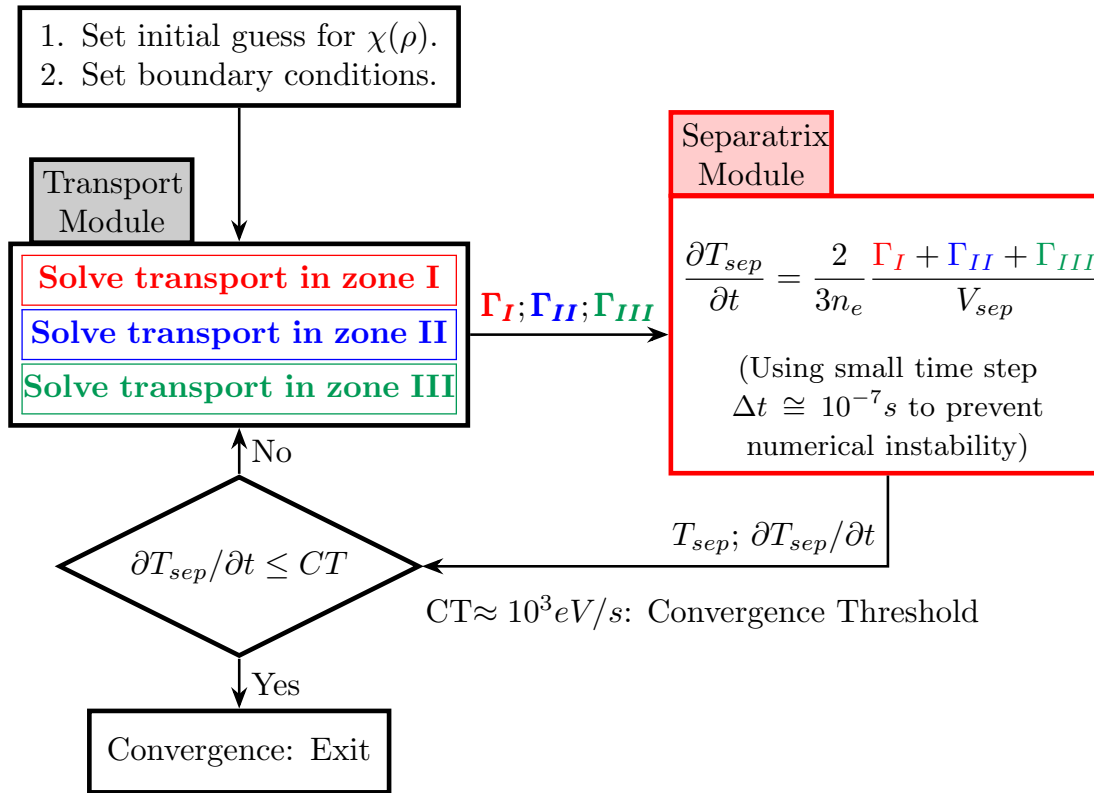 1. Set initial guess for χ(ρ).
2. Set boundary conditions.
Transport
Module
Solve transport in zone I
Solve transport in zone II
Solve transport in zone III
Γ_I; Γ_II; Γ_III
Separatrix
Module
∂T_sep/∂t = 2/(3n_e) (Γ_I + Γ_II + Γ_III)/V_sep
(Using small time step
Δt ≅ 10^−7 s to prevent
numerical instability)
T_sep; ∂T_sep/∂t
No
∂T_sep/∂t ≤ CT
CT≈ 10^3 eV/s: Convergence Threshold
Yes
Convergence: Exit